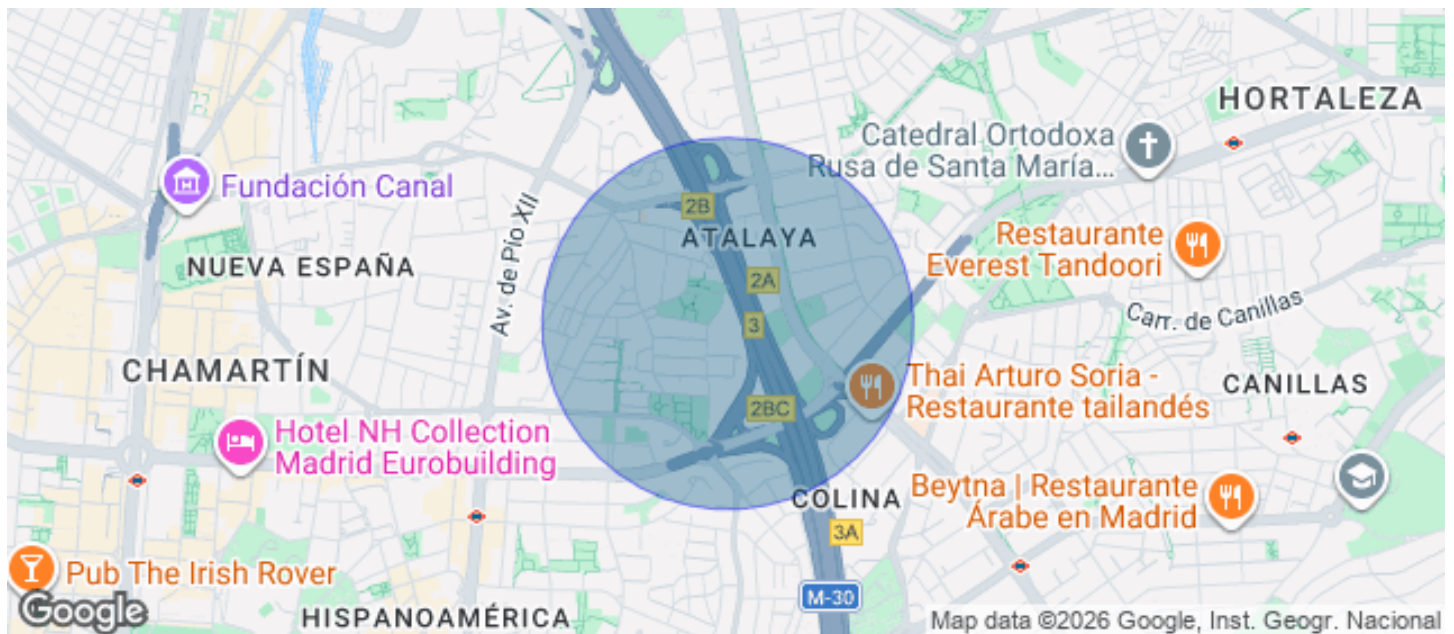 HORTALEZA
Catedral Ortodoxa
Rusa de Santa María...
Fundación Canal
2B
ATALAYA
Restaurante
Everest Tandoori
NUEVA ESPAÑA
Av. de Pío XII
2A
Carr. de Canillas
3
CHAMARTÍN
Thai Arturo Soria -
Restaurante tailandés
CANILLAS
2BC
Hotel NH Collection
Madrid Eurobuilding
COLINA
Beytna | Restaurante
Árabe en Madrid
3A
Pub The Irish Rover
M-30
Google
HISPANOAMÉRICA
Map data ©2026 Google, Inst. Geogr. Nacional